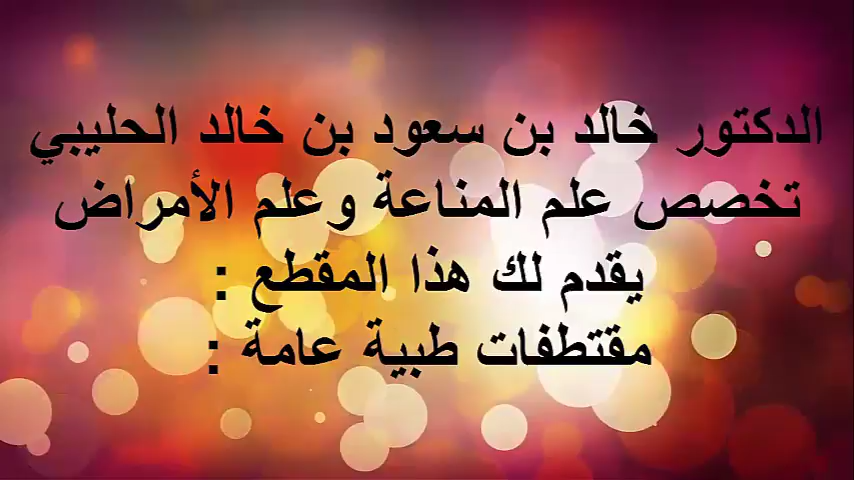 الدكتور خالد بن سعود بن خالد الحليبي
تخصص علم المناعة وعلم الأمراض
يقدم لك هذا المقطع :
مقتطفات طبية عامة :